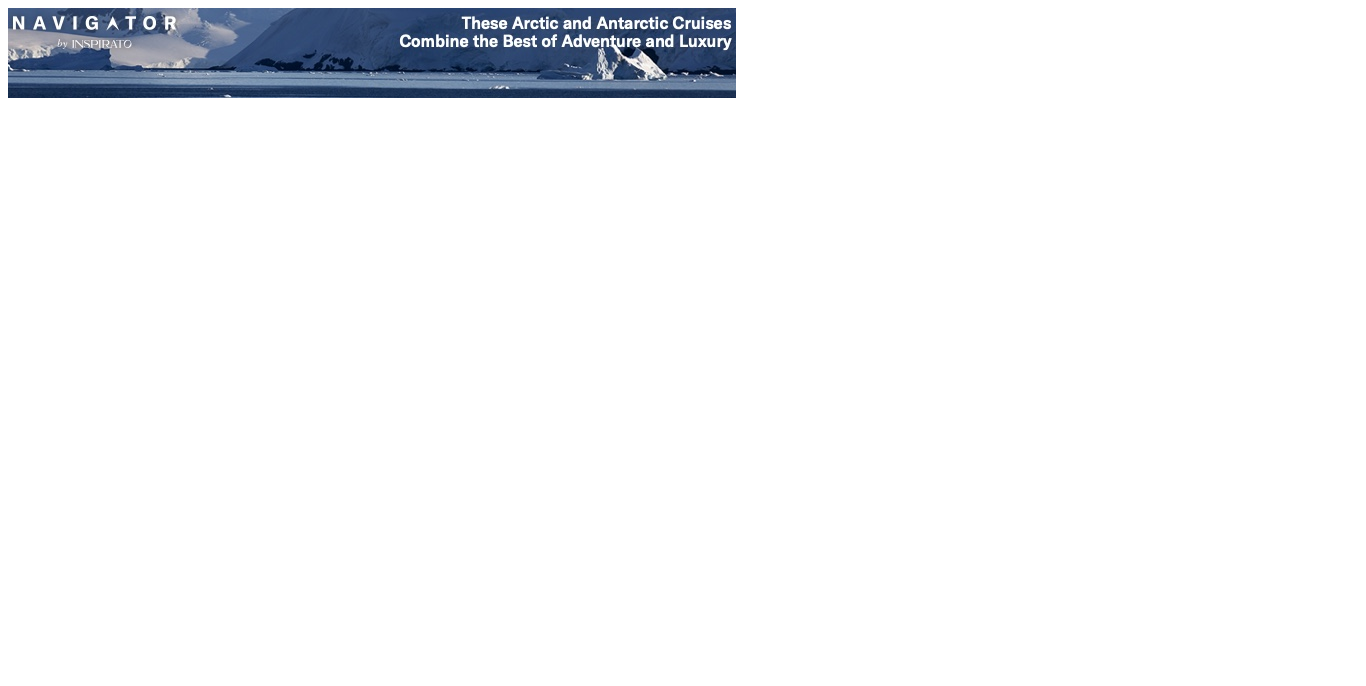 NAVIGATOR
by INSPIRATO
These Arctic and Antarctic Cruises
Combine the Best of Adventure and Luxury